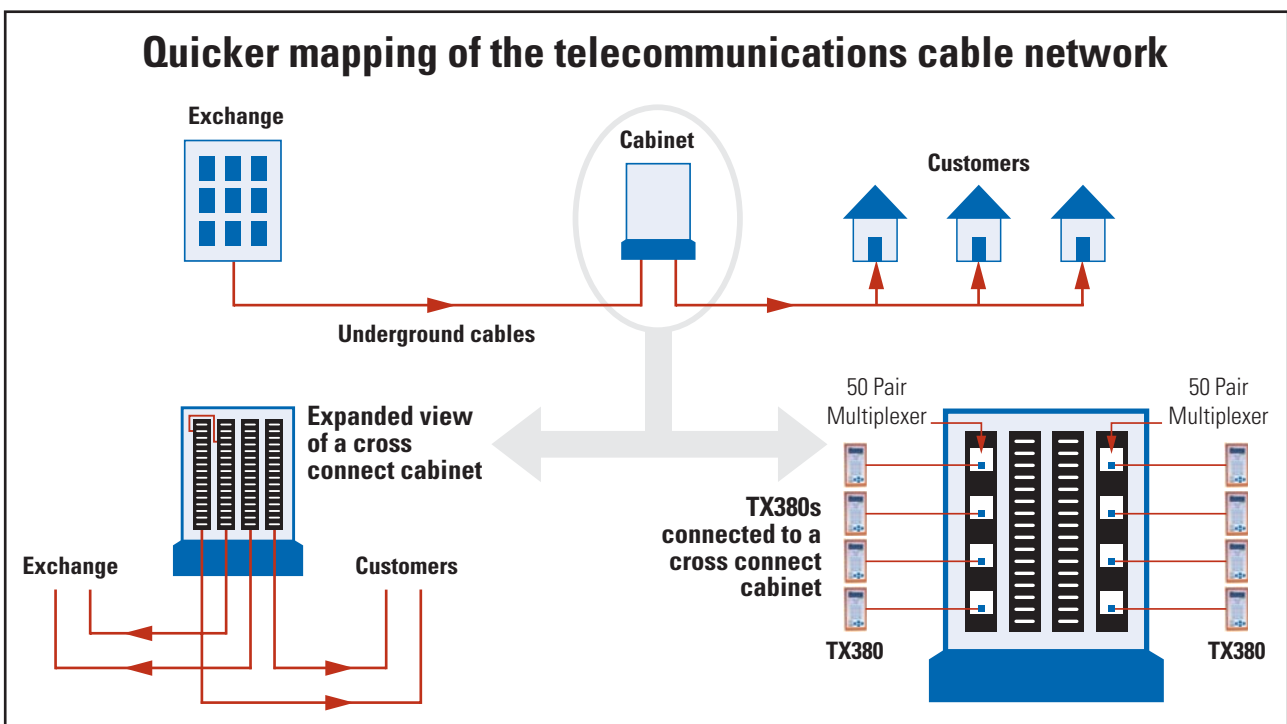 Quicker mapping of the telecommunications cable network
Exchange
Cabinet
Customers
Underground cables
Expanded view
of a cross
connect cabinet
Exchange
Customers
50 Pair
Multiplexer
50 Pair
Multiplexer
TX380s
connected to a
cross connect
cabinet
TX380
TX380